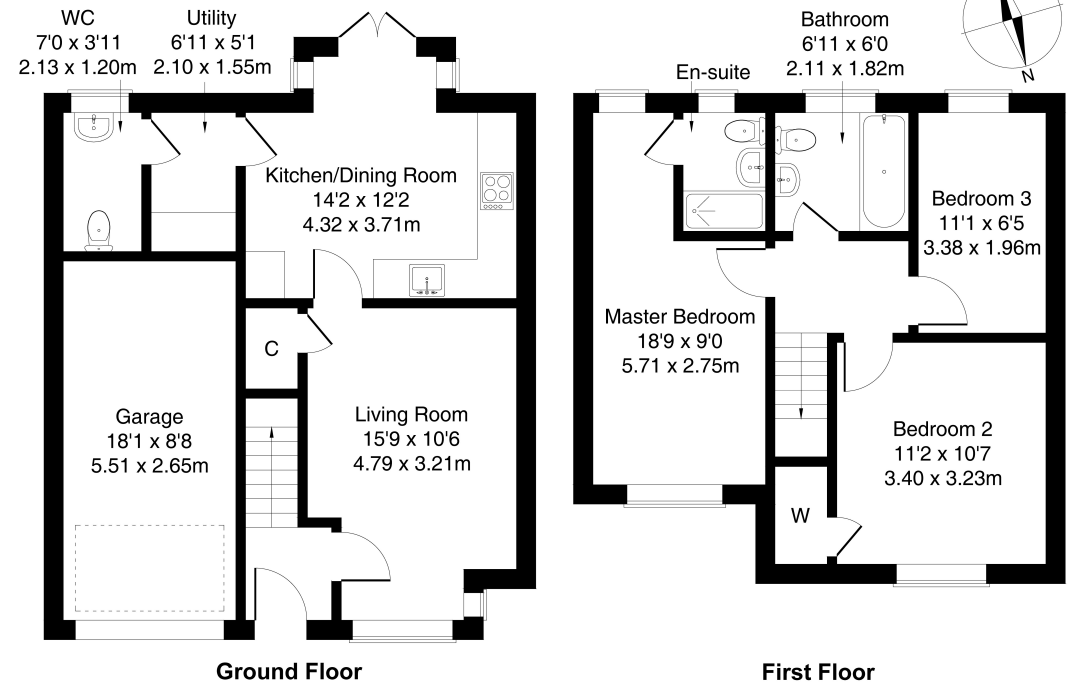 WC
7'0 x 3'11
2.13 x 1.20m
Utility
6'11 x 5'1
2.10 x 1.55m
Kitchen/Dining Room
14'2 x 12'2
4.32 x 3.71m
C
Garage
18'1 x 8'8
5.51 x 2.65m
Living Room
15'9 x 10'6
4.79 x 3.21m
Ground Floor
En-suite
Bathroom
6'11 x 6'0
2.11 x 1.82m
N
Bedroom 3
11'1 x 6'5
3.38 x 1.96m
Master Bedroom
18'9 x 9'0
5.71 x 2.75m
Bedroom 2
11'2 x 10'7
3.40 x 3.23m
W
First Floor